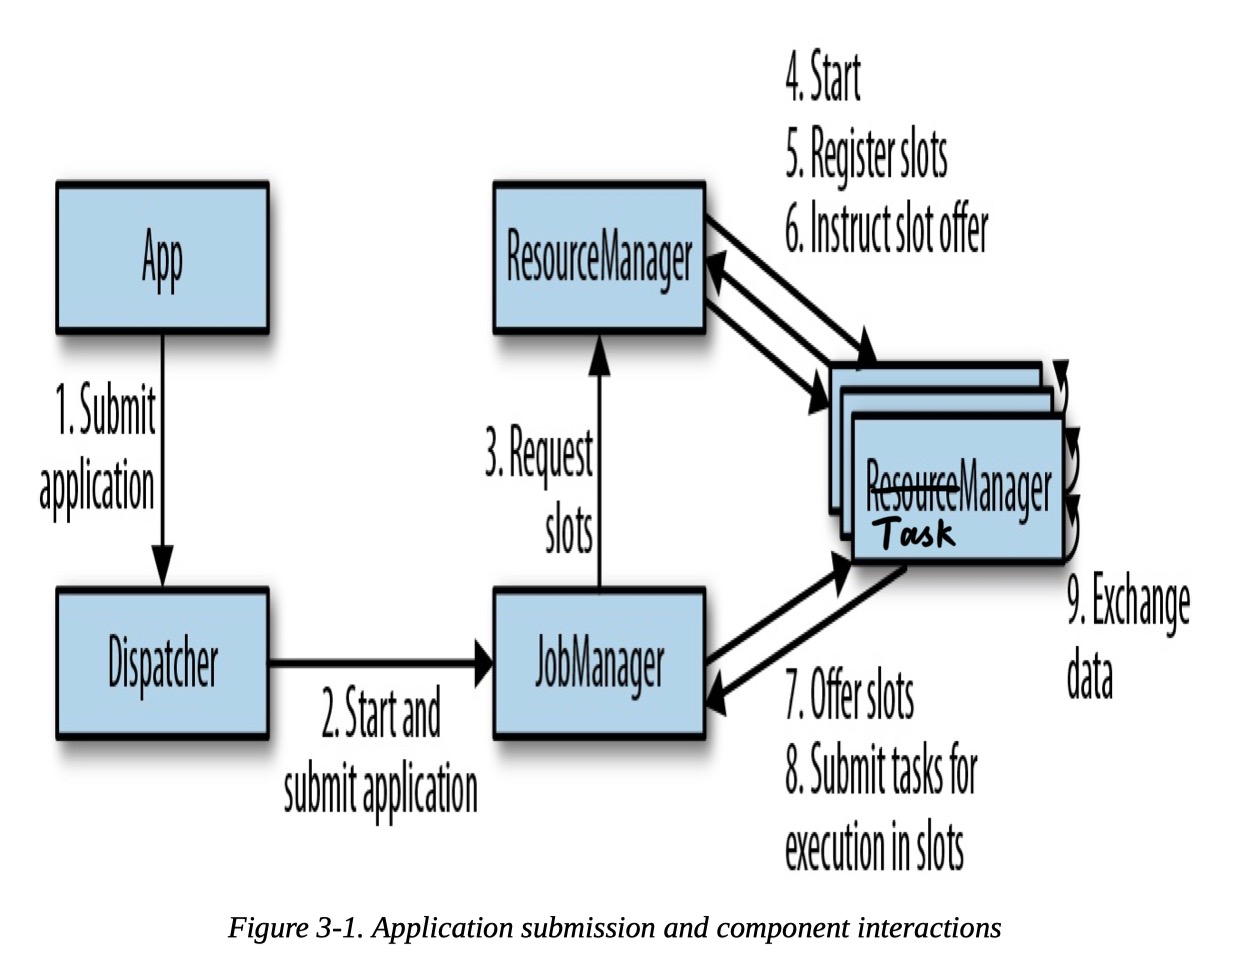 4. Start
5. Register slots
6. Instruct slot offer
App
ResourceManager
1. Submit
application
3. Request
slots
ResourceManager
Task
Dispatcher
JobManager
9. Exchange
data
2. Start and
submit application
7. Offer slots
8. Submit tasks for
execution in slots
Figure 3-1. Application submission and component interactions